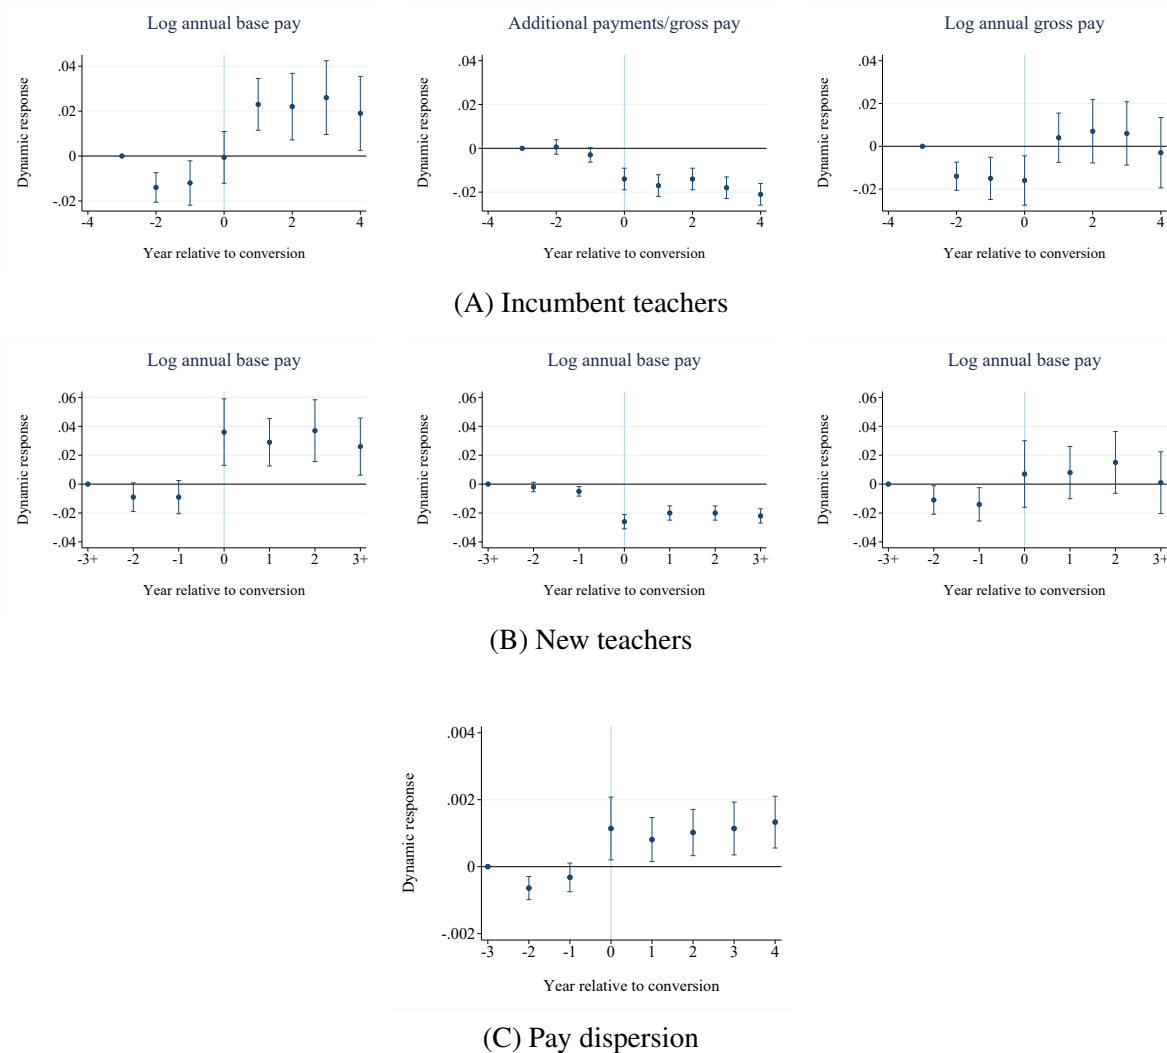 Log annual base pay
Dynamic response
.04
.02
0
-.02
-4 -2 0 2 4
Year relative to conversion
Additional payments/gross pay
Dynamic response
.04
.02
0
-.02
-4 -2 0 2 4
Year relative to conversion
Log annual gross pay
Dynamic response
.04
.02
0
-.02
-4 -2 0 2 4
Year relative to conversion
(A) Incumbent teachers
Log annual base pay
Dynamic response
.06
.04
.02
0
-.02
-.04
-3+ -2 -1 0 1 2 3+
Year relative to conversion
Log annual base pay
Dynamic response
.06
.04
.02
0
-.02
-.04
-3+ -2 -1 0 1 2 3+
Year relative to conversion
Log annual base pay
Dynamic response
.06
.04
.02
0
-.02
-.04
-3+ -2 -1 0 1 2 3+
Year relative to conversion
(B) New teachers
Dynamic response
.004
.002
0
-.002
-3 -2 -1 0 1 2 3 4
Year relative to conversion
(C) Pay dispersion